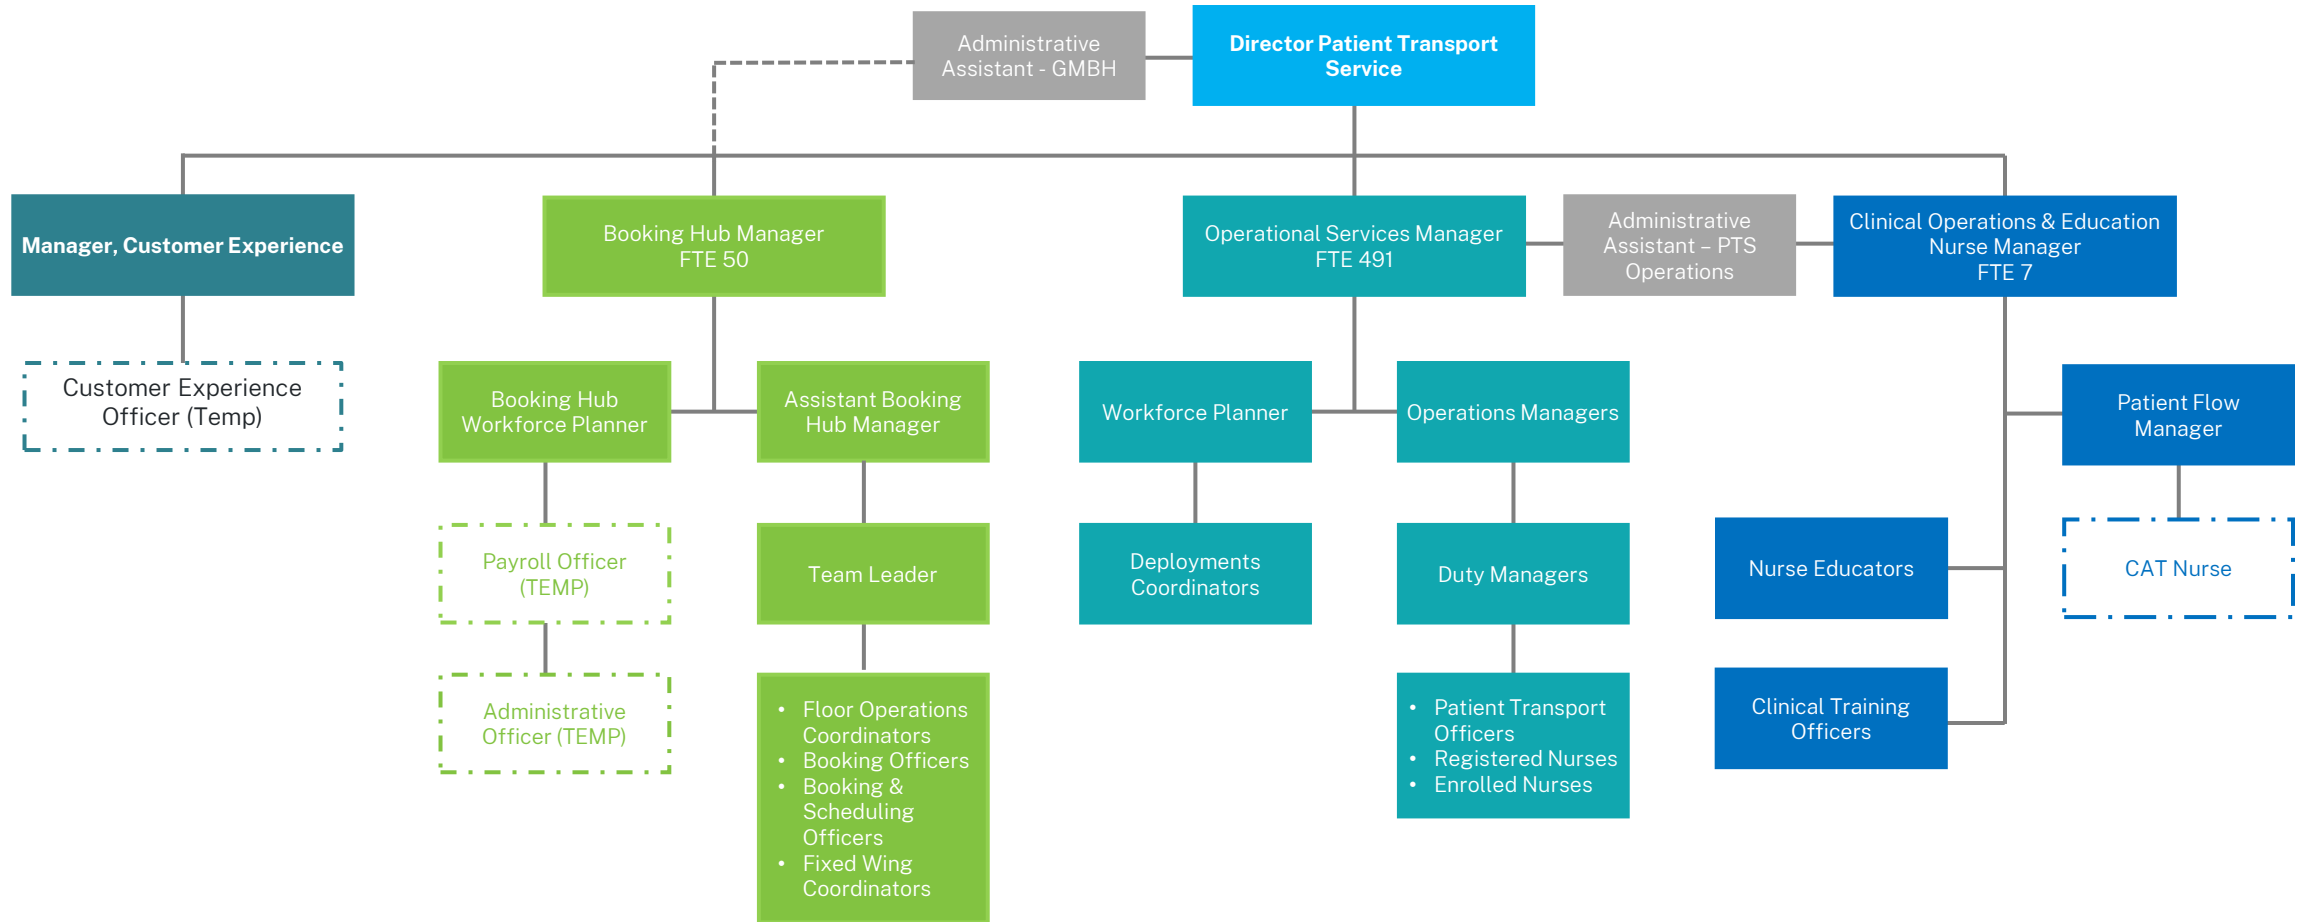 Administrative
Assistant - GMBH
Director Patient Transport
Service
Manager, Customer Experience
Booking Hub Manager
FTE 50
Operational Services Manager
FTE 491
Administrative
Assistant – PTS
Operations
Clinical Operations & Education
Nurse Manager
FTE 7
Customer Experience
Officer (Temp)
Booking Hub
Workforce Planner
Assistant Booking
Hub Manager
Workforce Planner
Operations Managers
Patient Flow
Manager
Payroll Officer
(TEMP)
Team Leader
Deployments
Coordinators
Duty Managers
Nurse Educators
CAT Nurse
Administrative
Officer (TEMP)
• Floor Operations
Coordinators
• Booking Officers
• Booking &
Scheduling
Officers
• Fixed Wing
Coordinators
• Patient Transport
Officers
• Registered Nurses
• Enrolled Nurses
Clinical Training
Officers